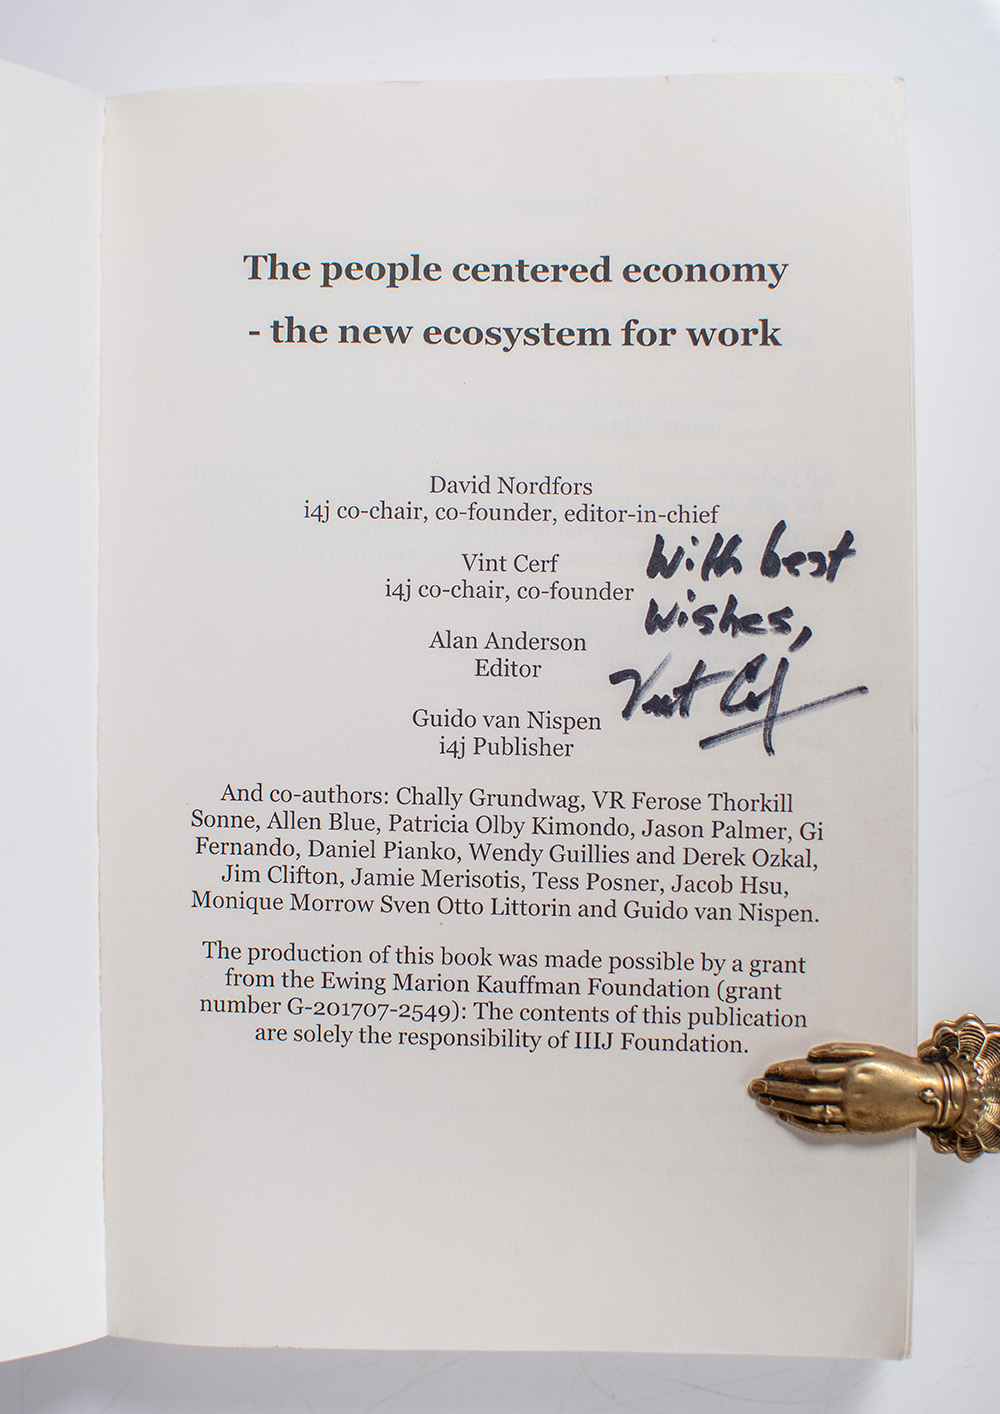 The people centered economy
- the new ecosystem for work
David Nordfors
i4j co-chair, co-founder, editor-in-chief
Vint Cerf
i4j co-chair, co-founder
With best
wishes,
Vint Cerf
Alan Anderson
Editor
Guido van Nispen
i4j Publisher
And co-authors: Chally Grundwag, VR Ferose Thorkill
Sonne, Allen Blue, Patricia Olby Kimondo, Jason Palmer, Gi
Fernando, Daniel Pianko, Wendy Guillies and Derek Ozkal,
Jim Clifton, Jamie Merisotis, Tess Posner, Jacob Hsu,
Monique Morrow Sven Otto Littorin and Guido van Nispen.
The production of this book was made possible by a grant
from the Ewing Marion Kauffman Foundation (grant
number G-201707-2549): The contents of this publication
are solely the responsibility of IIIJ Foundation.